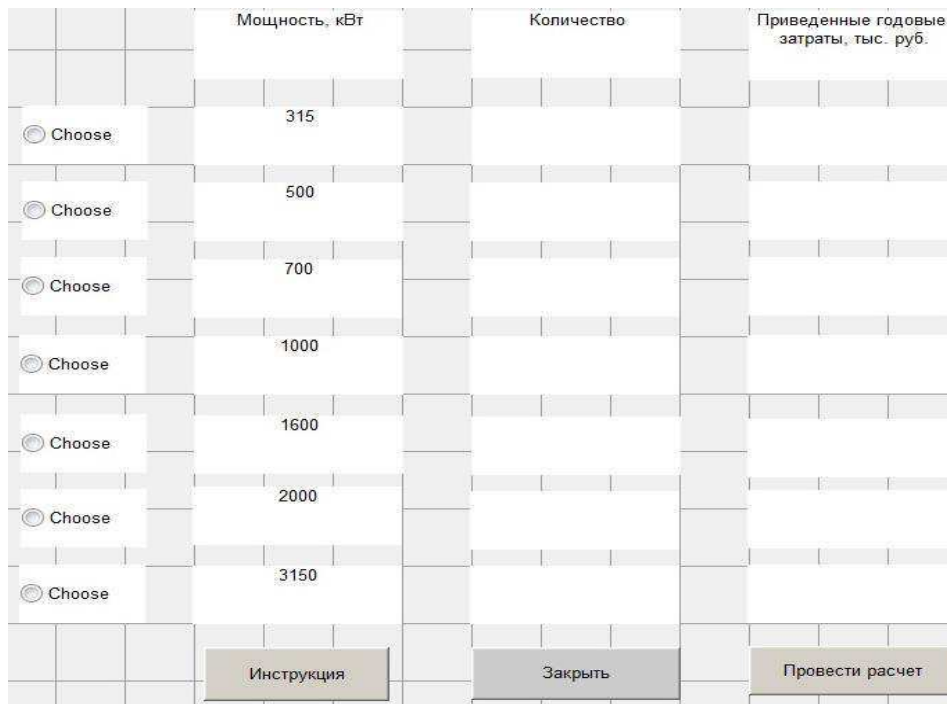 Мощность, кВт
Количество
Приведенные годовые
затраты, тыс. руб.
Choose 315
Choose 500
Choose 700
Choose 1000
Choose 1600
Choose 2000
Choose 3150
Инструкция
Закрыть
Провести расчет